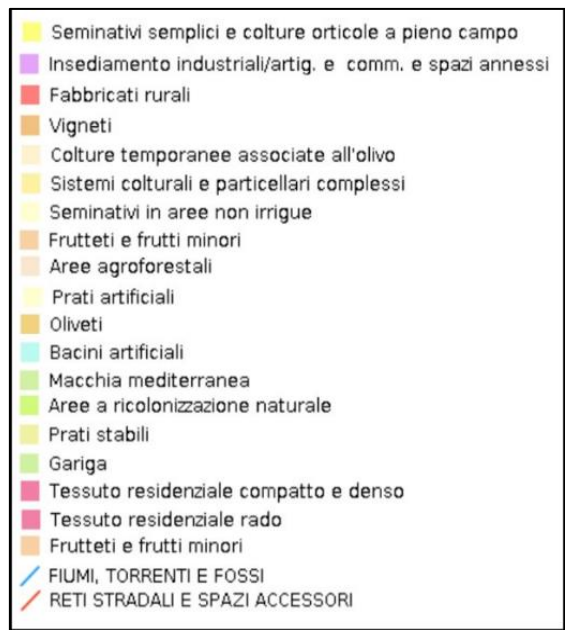 Seminativi semplici e colture orticole a pieno campo
Insediamento industriali/artig. e comm. e spazi annessi
Fabbricati rurali
Vigneti
Colture temporanee associate all'olivo
Sistemi colturali e particellari complessi
Seminativi in aree non irrigue
Frutteti e frutti minori
Aree agroforestali
Prati artificiali
Oliveti
Bacini artificiali
Macchia mediterranea
Aree a ricolonizzazione naturale
Prati stabili
Gariga
Tessuto residenziale compatto e denso
Tessuto residenziale rado
Frutteti e frutti minori
FIUMI, TORRENTI E FOSSI
RETI STRADALI E SPAZI ACCESSORI